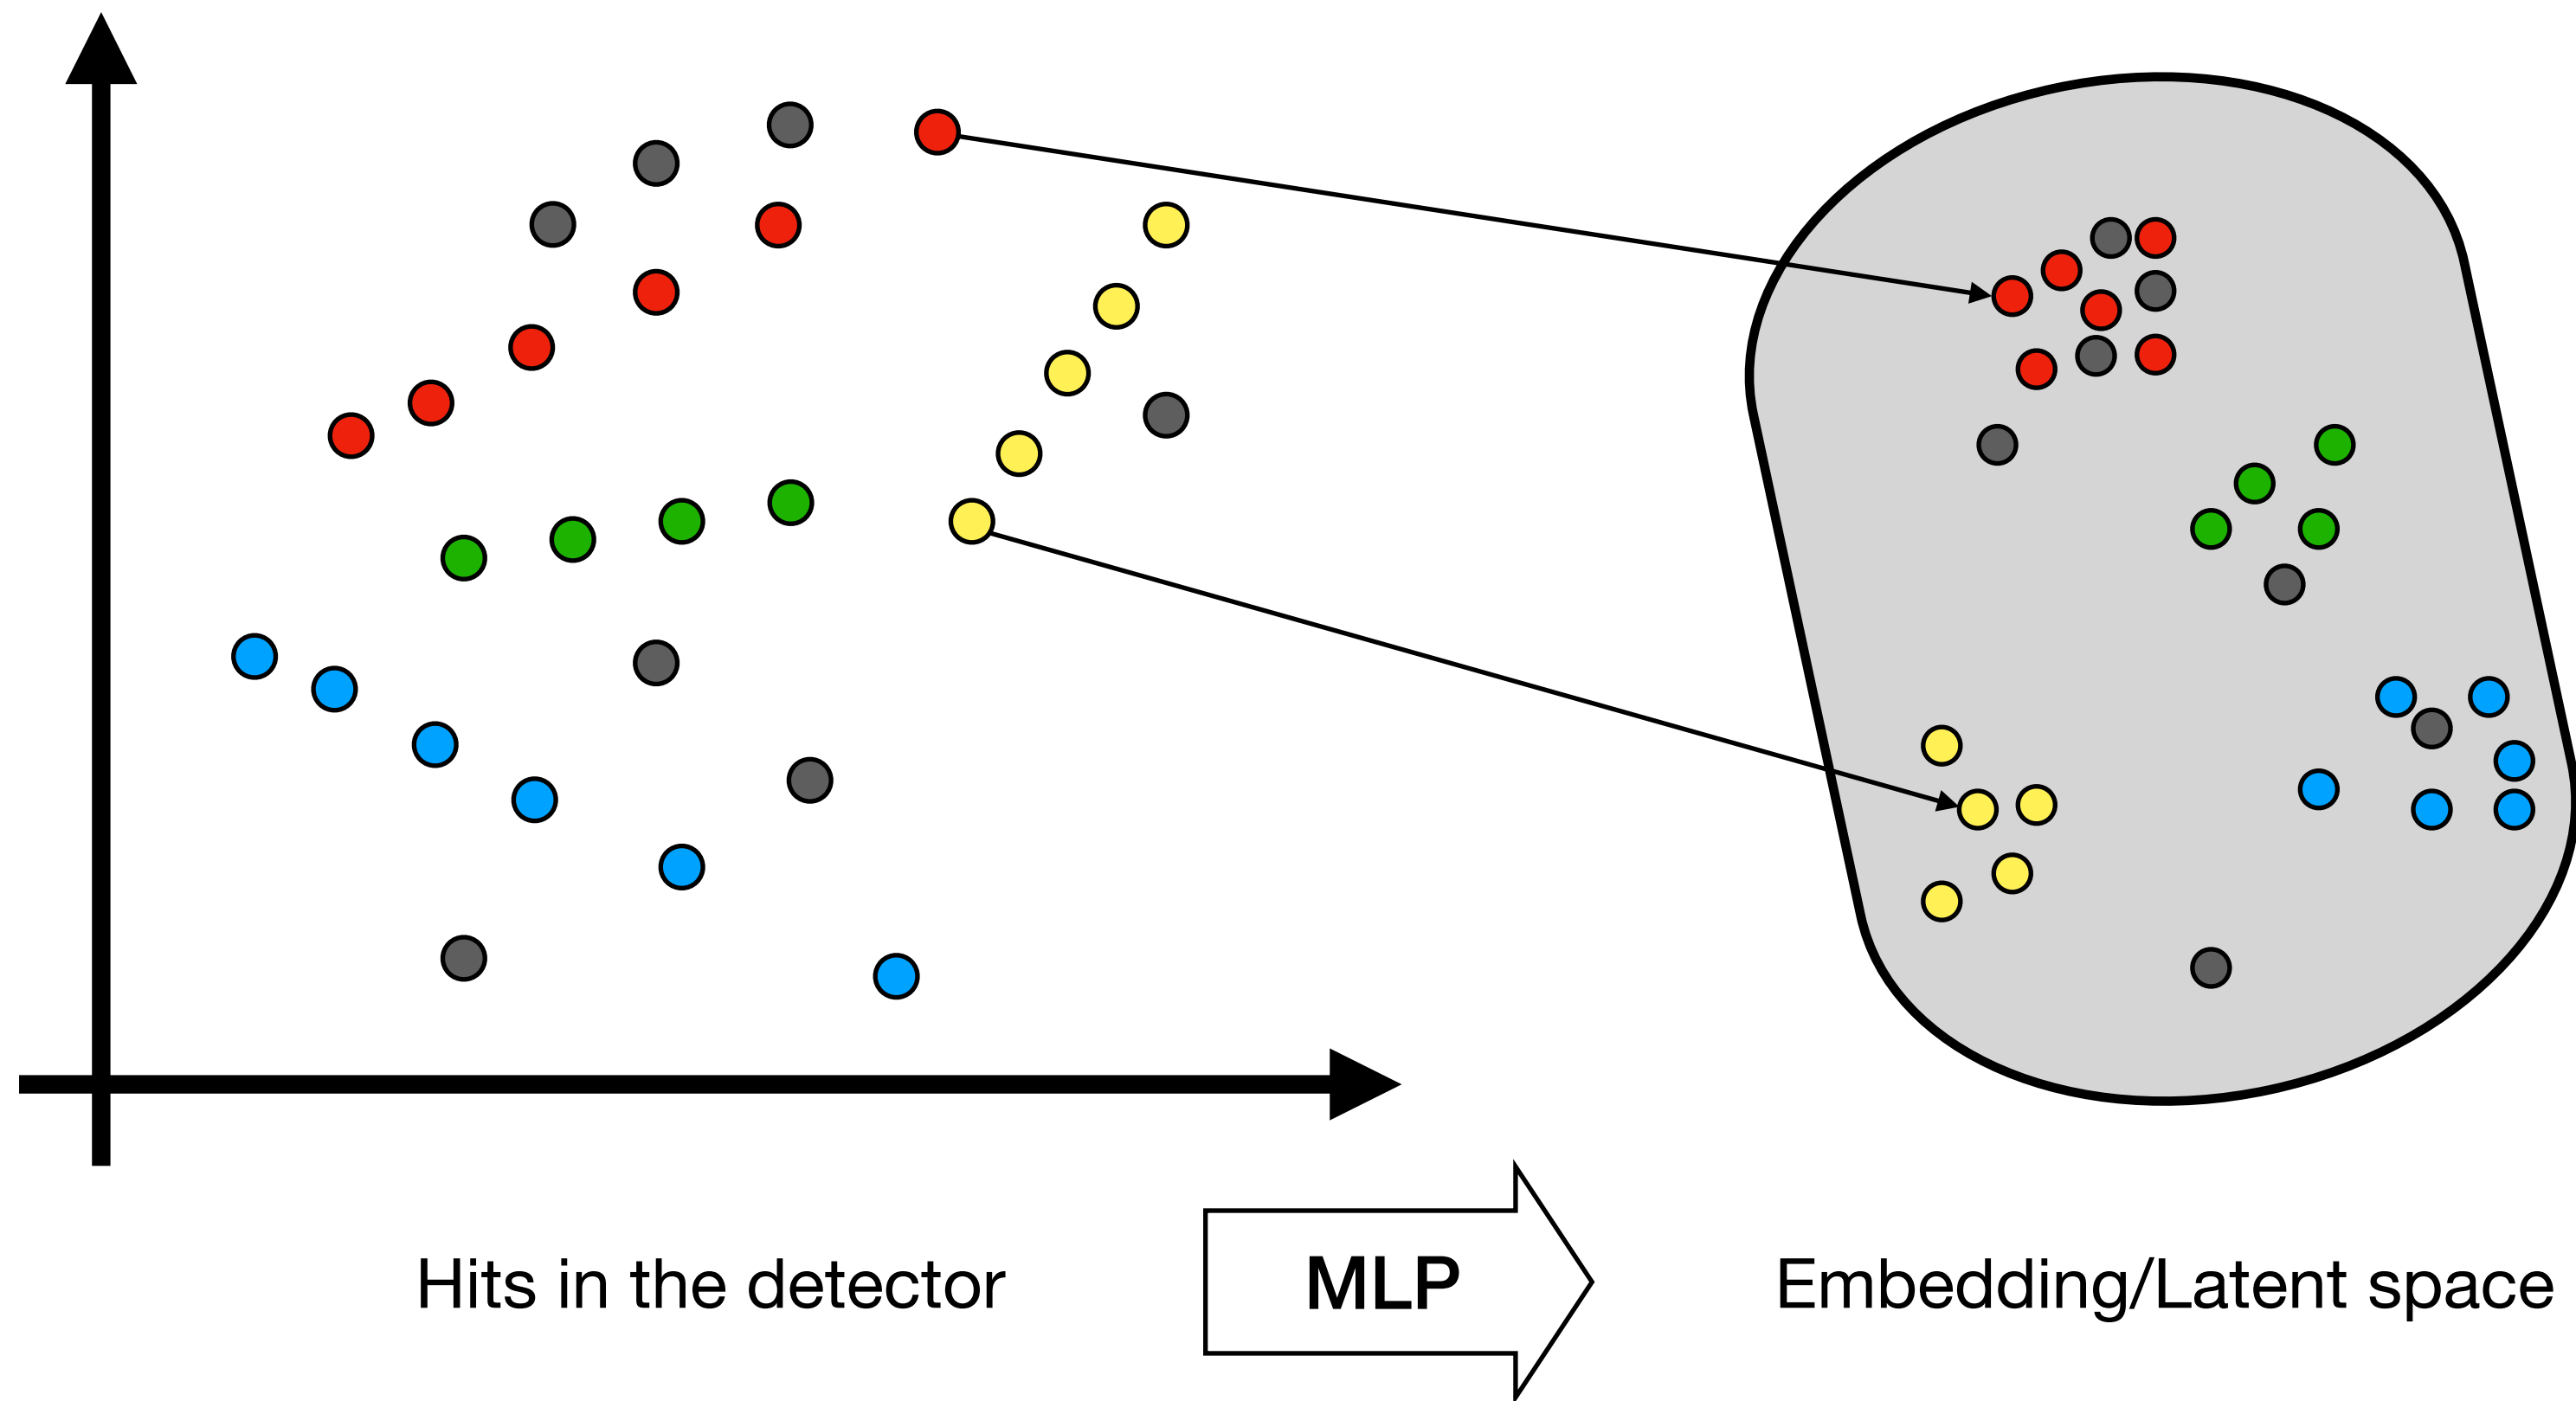 Hits in the detector
MLP
Embedding/Latent space